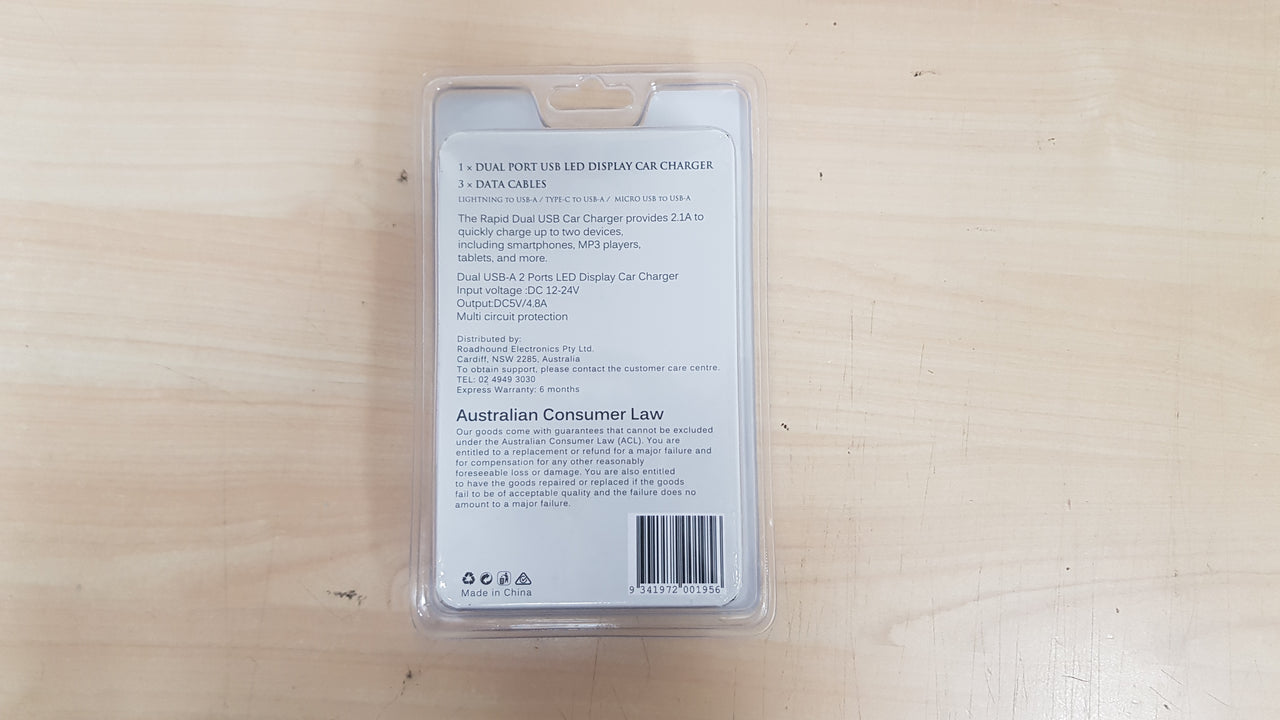 1 × DUAL PORT USB LED DISPLAY CAR CHARGER
3 × DATA CABLES
LIGHTNING TO USB-A / TYPE-C TO USB-A / MICRO USB TO USB-A
The Rapid Dual USB Car Charger provides 2.1A to
quickly charge up to two devices,
including smartphones, MP3 players,
tablets, and more.
Dual USB-A 2 Ports LED Display Car Charger
Input voltage :DC 12-24V
Output:DC5V/4.8A
Multi circuit protection
Distributed by:
Roadhound Electronics Pty Ltd.
Cardiff, NSW 2285, Australia
To obtain support, please contact the customer care centre.
TEL: 02 4949 3030
Express Warranty: 6 months
Australian Consumer Law
Our goods come with guarantees that cannot be excluded
under the Australian Consumer Law (ACL). You are
entitled to a replacement or refund for a major failure and
for compensation for any other reasonably
foreseeable loss or damage. You are also entitled
to have the goods repaired or replaced if the goods
fail to be of acceptable quality and the failure does no
amount to a major failure.
Made in China
9 341972 001956